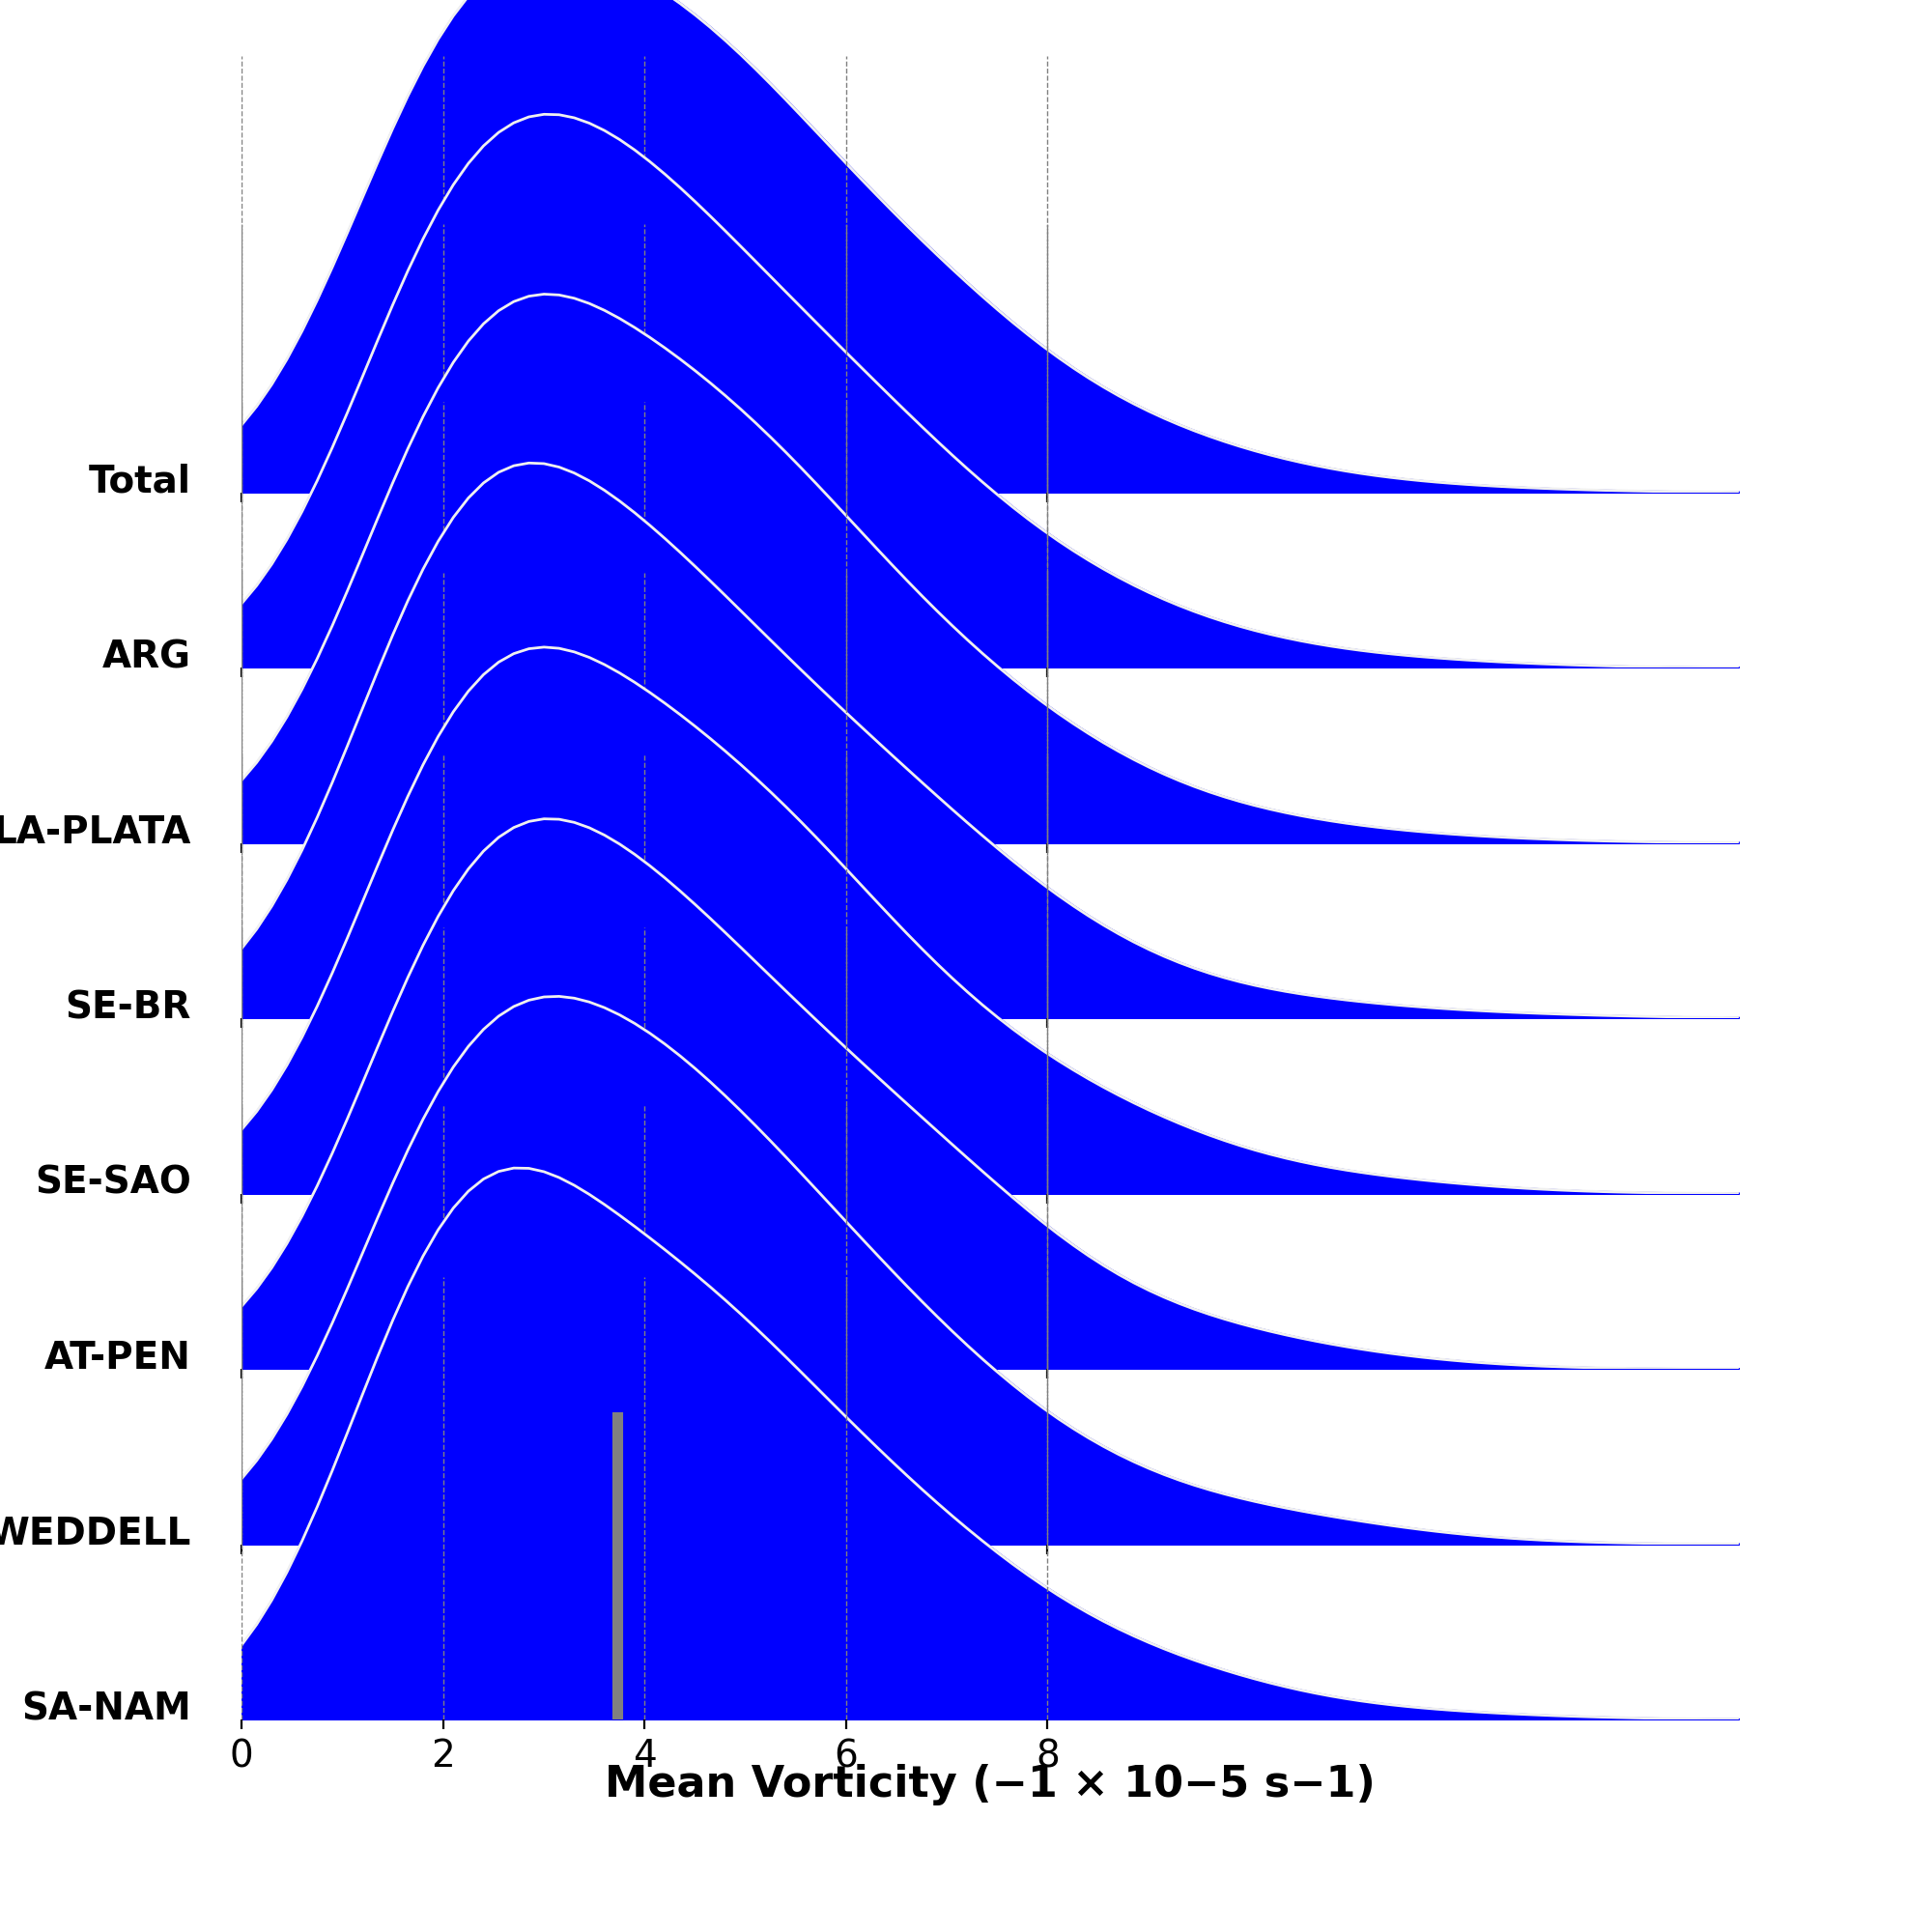 Total
ARG
LA-PLATA
SE-BR
SE-SAO
AT-PEN
WEDDELL
SA-NAM
0 2 4 6 8
Mean Vorticity (−1 × 10−5 s−1)